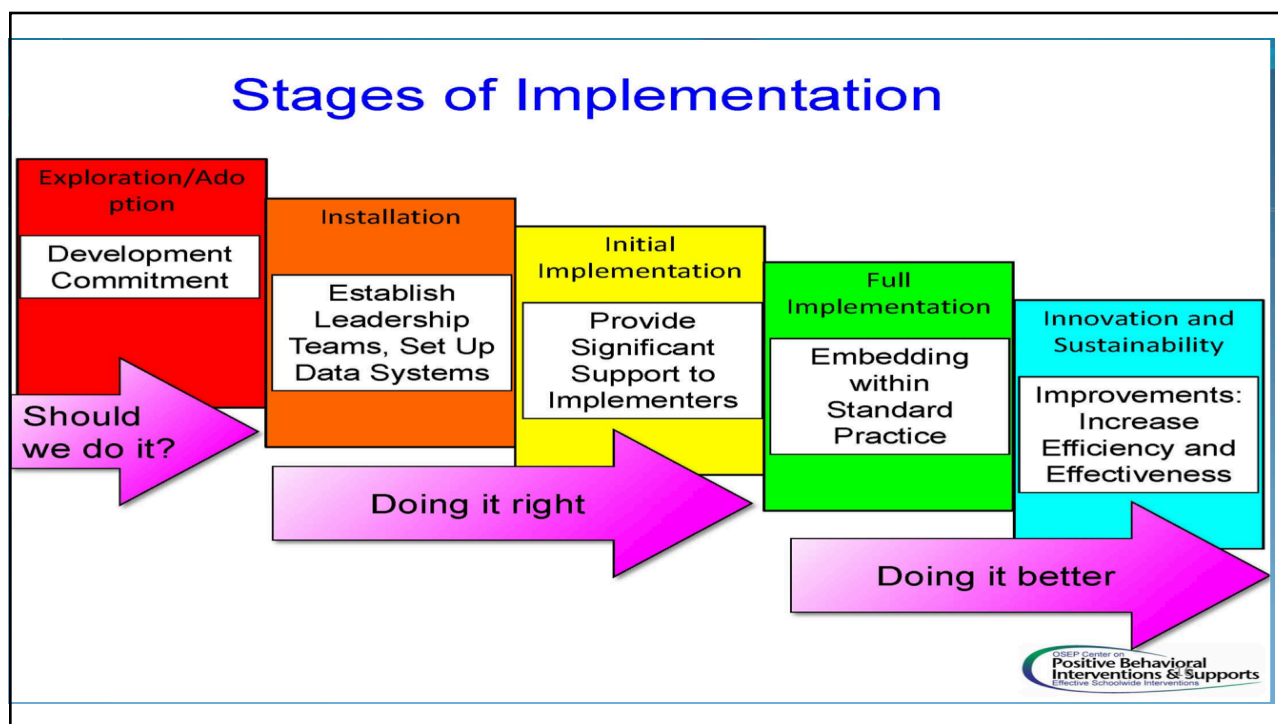 Stages of Implementation
Exploration/Ado
ption
Development
Commitment
Should
we do it?
Installation
Establish
Leadership
Teams, Set Up
Data Systems
Initial
Implementation
Provide
Significant
Support to
Implementers
Doing it right
Full
Implementation
Embedding
within
Standard
Practice
Innovation and
Sustainability
Improvements:
Increase
Efficiency and
Effectiveness
Doing it better
OSEP Center on
Positive Behavioral
Interventions & Supports
Effective Schoolwide Interventions